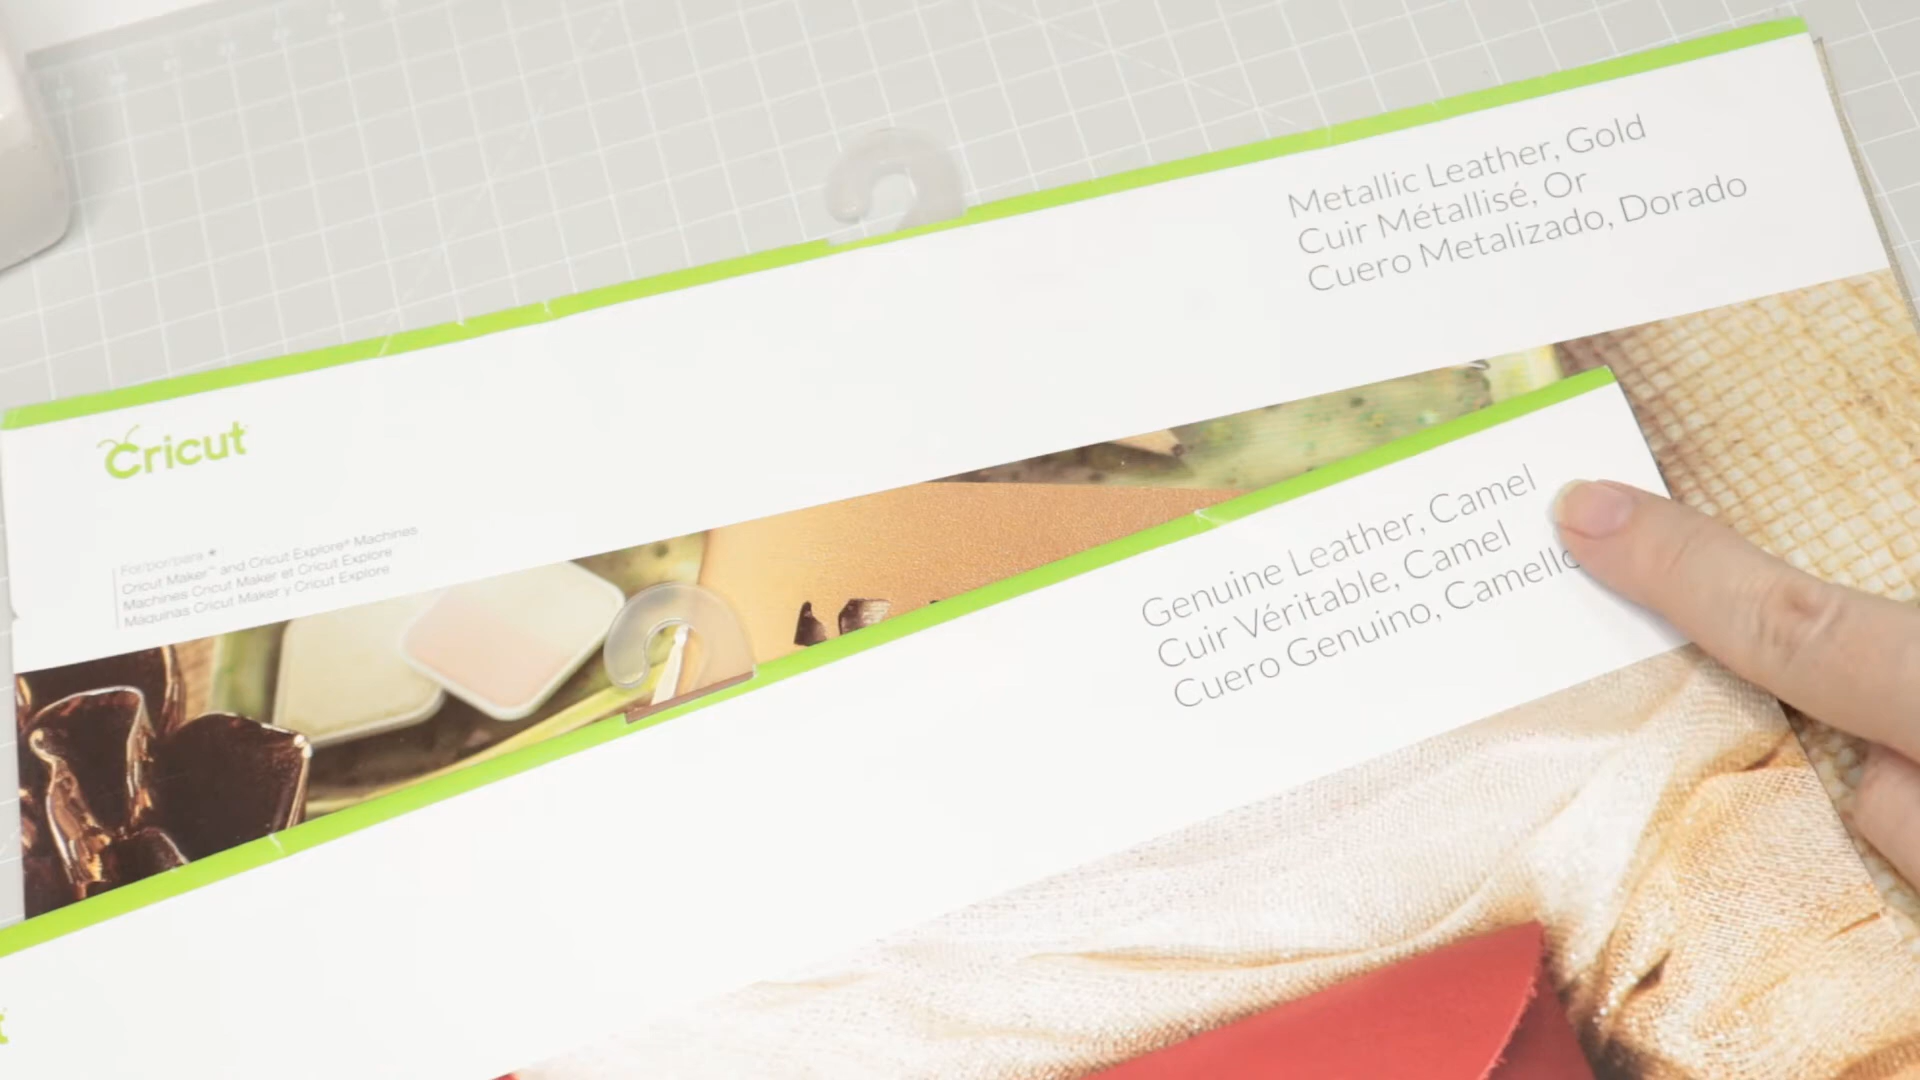 Metallic Leather, Gold
Cuir Métallisé, Or
Cuero Metalizado, Dorado
Cricut
For/por/para *
Cricut Maker™ and Cricut Explore® Machines
Machines Cricut Maker et Cricut Explore
Máquinas Cricut Maker y Cricut Explore
Genuine Leather, Camel
Cuir Véritable, Camel
Cuero Genuino, Camello